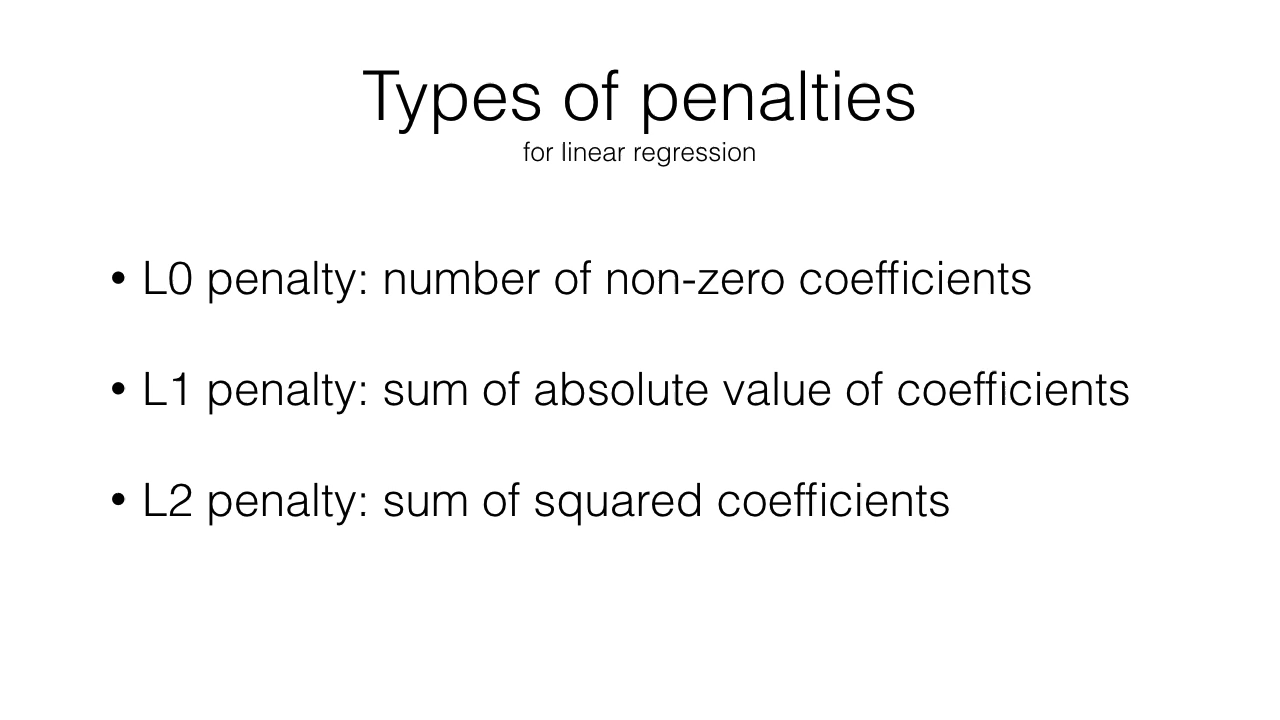 Types of penalties
for linear regression
• L0 penalty: number of non-zero coefficients
• L1 penalty: sum of absolute value of coefficients
• L2 penalty: sum of squared coefficients